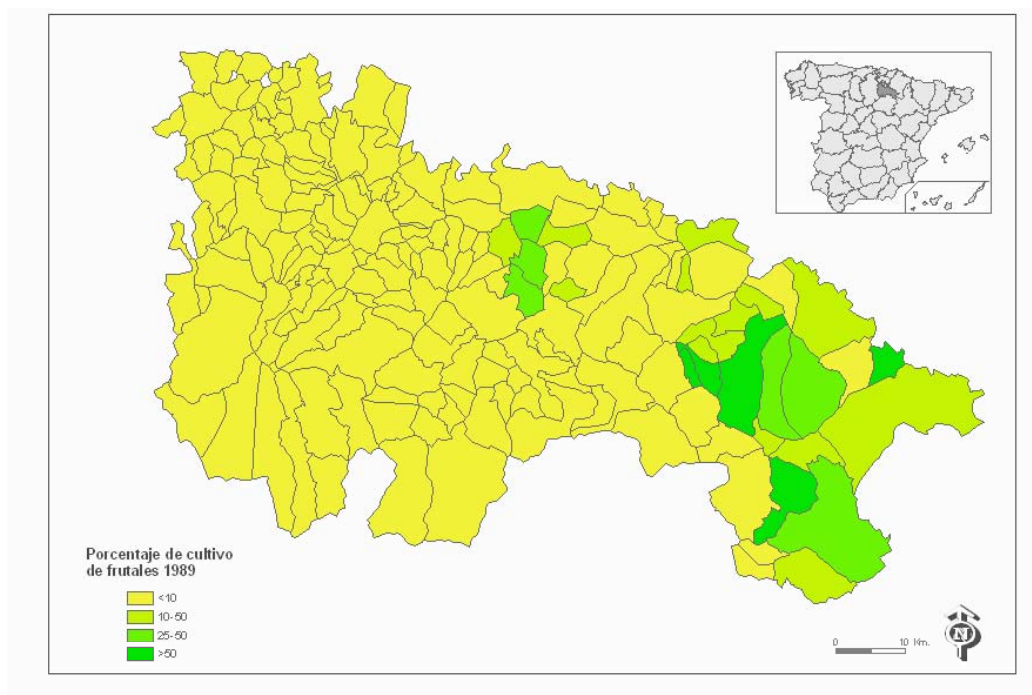 Porcentaje de cultivo
de frutales 1989
<10
10-50
25-50
>50
0 10 Km.
N